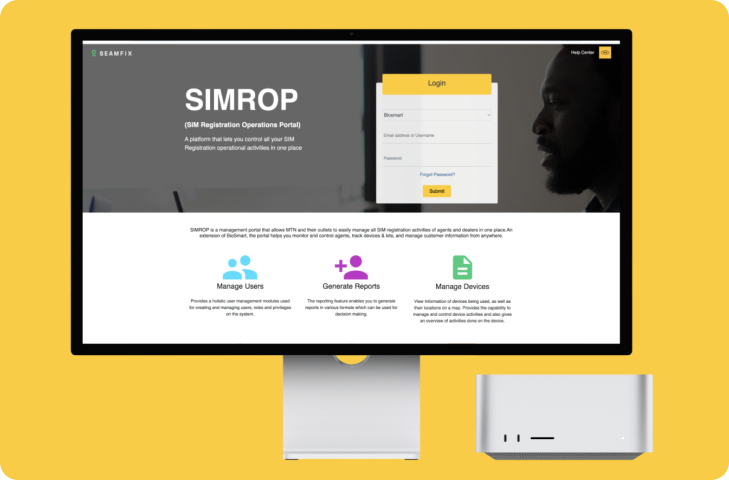 SEAMFIX
Help Center
SIMROP
(SIM Registration Operations Portal)
A platform that lets you control all your SIM
Registration operational activities in one place
Login
Biosmart
Email address or Username
Password
Forgot Password?
Submit
SIMROP is a management portal that allows MTN and their outlets to easily manage all SIM registration activities of agents and dealers in one place.An
extension of BioSmart, the portal helps you monitor and control agents, track devices & kits, and manage customer information from anywhere.
Manage Users
Provides a holistic user management modules used
for creating and managing users, roles and privileges
on the system.
Generate Reports
The reporting feature enables you to generate
reports in various formats which can be used for
decision making.
Manage Devices
View information of devices being used, as well as
their locations on a map. Provides the capability to
manage and control device activities and also gives
an overview of activities done on the device.